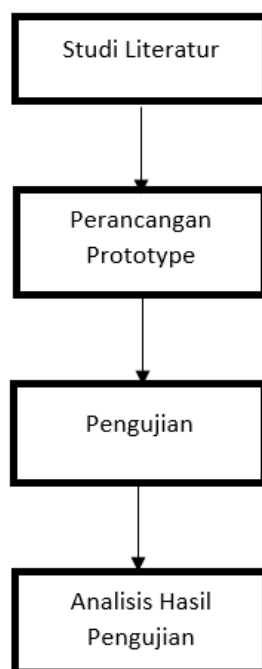 Studi Literatur
Perancangan
Prototype
Pengujian
Analisis Hasil
Pengujian